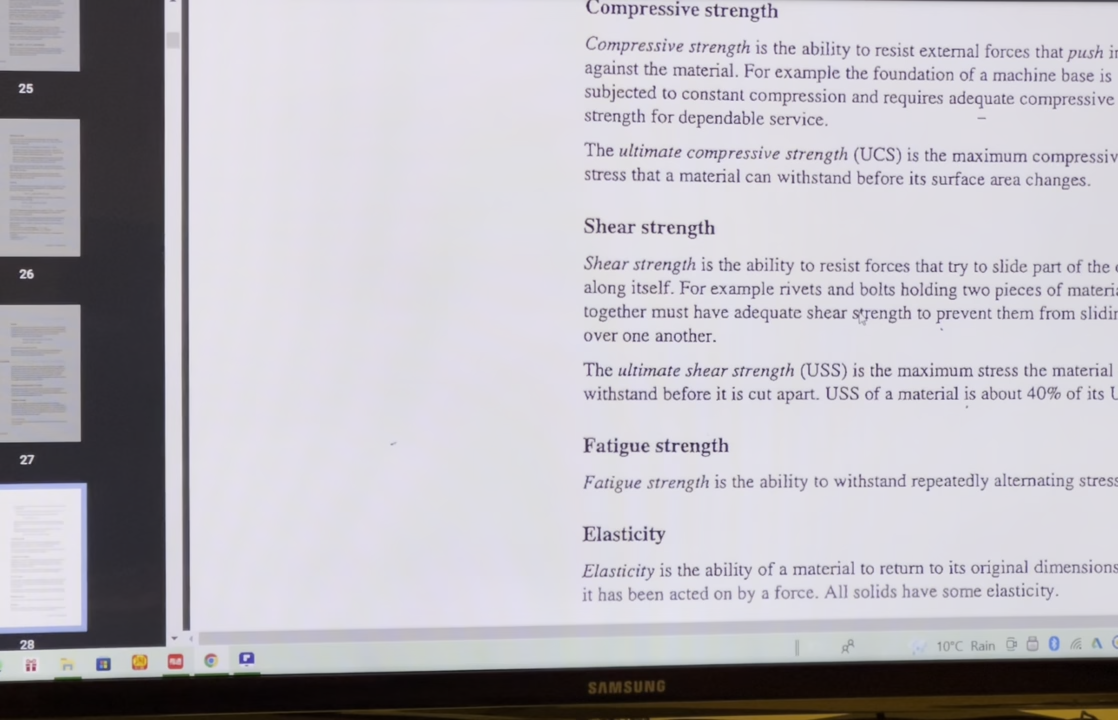 Compressive strength
Compressive strength is the ability to resist external forces that push
against the material. For example the foundation of a machine base is
subjected to constant compression and requires adequate compressive
strength for dependable service.
The ultimate compressive strength (UCS) is the maximum
stress that a material can withstand before its surface area changes.
Shear strength
Shear strength is the ability to resist forces that try to slide part of the
along itself. For example rivets and bolts holding two pieces of
together must have adequate shear strength to prevent them from
over one another.
The ultimate shear strength (USS) is the maximum stress the material
withstand before it is cut apart. USS of a material is about 40% of its
Fatigue strength
Fatigue strength is the ability to withstand repeatedly alternating
Elasticity
Elasticity is the ability of a material to return to its original dimensions
it has been acted on by a force. All solids have some elasticity.
25
26
27
28
10°C Rain
SAMSUNG